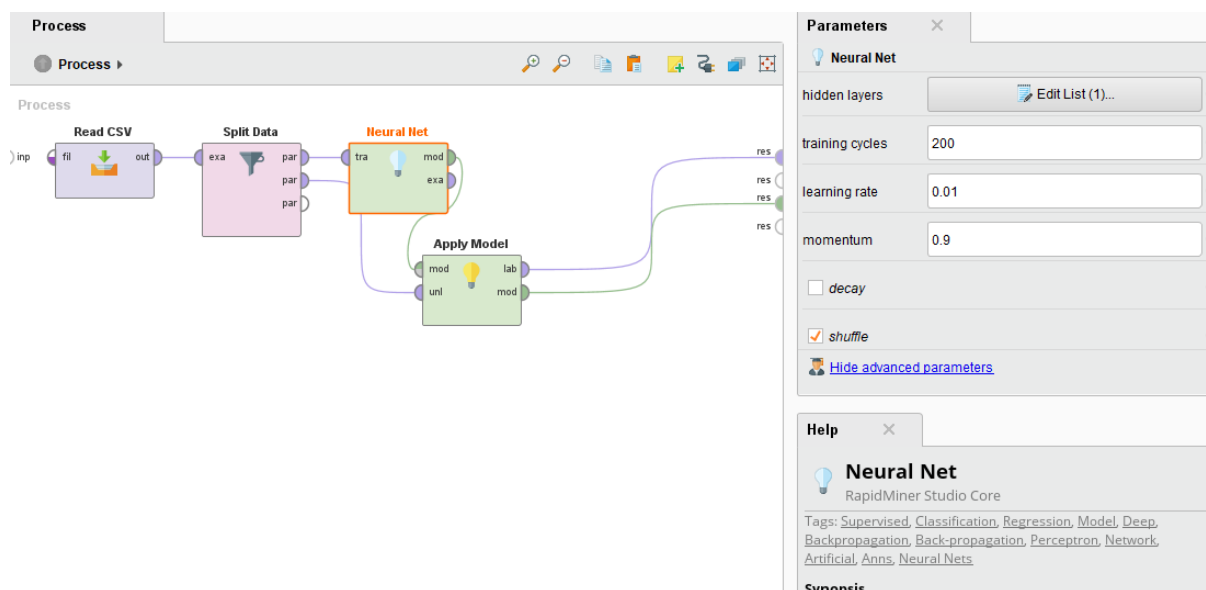 Process
Process
Process
Read CSV
Split Data
Neural Net
inp
fil
out
exa
par
par
par
tra
mod
exa
Apply Model
mod
unl
lab
mod
res
res
res
res
Parameters
Neural Net
hidden layers
Edit List (1)...
training cycles
200
learning rate
0.01
momentum
0.9
decay
shuffle
Hide advanced parameters
Help
Neural Net
RapidMiner Studio Core
Tags: Supervised, Classification, Regression, Model, Deep,
Backpropagation, Back-propagation, Perceptron, Network,
Artificial, Anns, Neural Nets
Synopsis